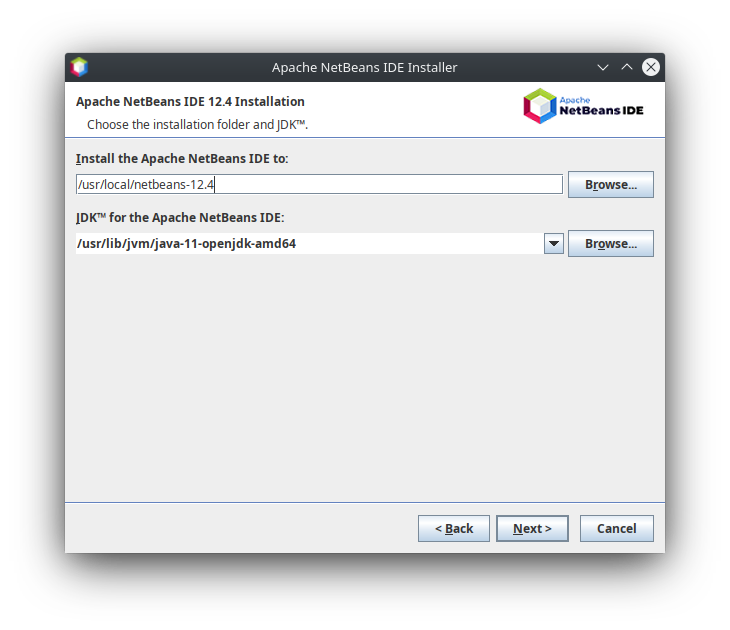 Apache NetBeans IDE Installer
Apache NetBeans IDE 12.4 Installation
Choose the installation folder and JDK™.
Apache
NetBeans IDE
Install the Apache NetBeans IDE to:
/usr/local/netbeans-12.4
Browse...
JDK™ for the Apache NetBeans IDE:
/usr/lib/jvm/java-11-openjdk-amd64
Browse...
< Back
Next >
Cancel